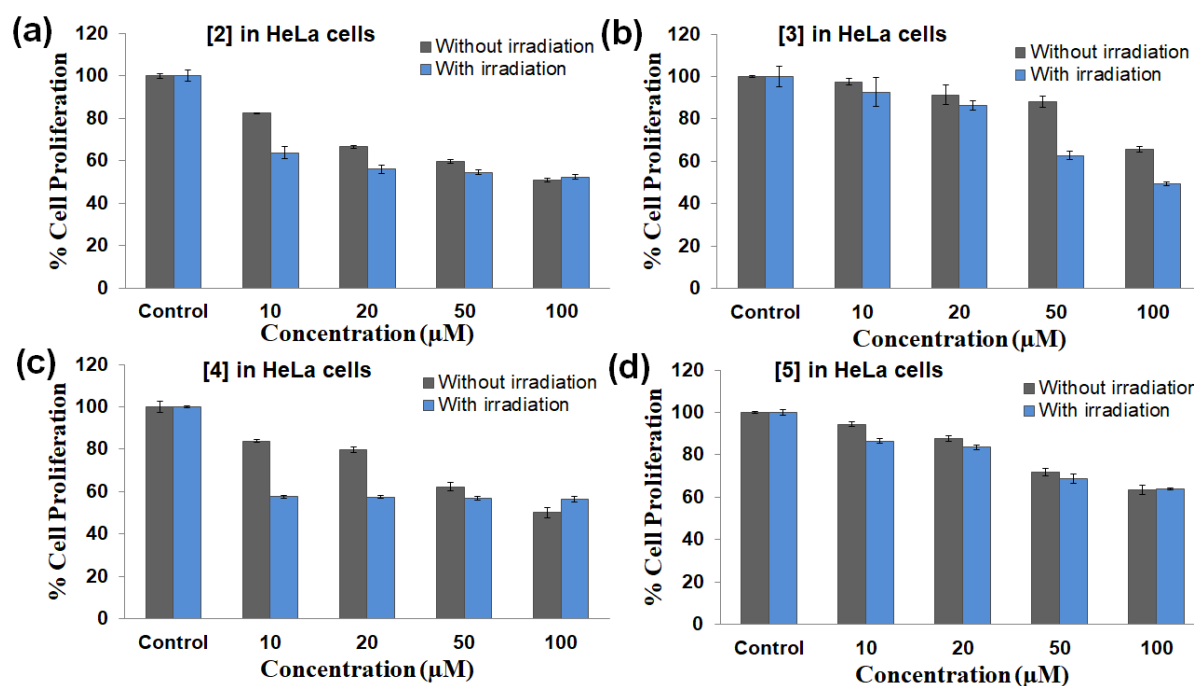 (a)
[2] in HeLa cells
Without irradiation
With irradiation
% Cell Proliferation
120
100
80
60
40
20
0
Control 10 20 50 100
Concentration (µM)
(b)
[3] in HeLa cells
Without irradiation
With irradiation
% Cell Proliferation
120
100
80
60
40
20
0
Control 10 20 50 100
Concentration (µM)
(c)
[4] in HeLa cells
Without irradiation
With irradiation
% Cell Proliferation
120
100
80
60
40
20
0
Control 10 20 50 100
Concentration (µM)
(d)
[5] in HeLa cells
Without irradiation
With irradiation
% Cell Proliferation
120
100
80
60
40
20
0
Control 10 20 50 100
Concentration (µM)